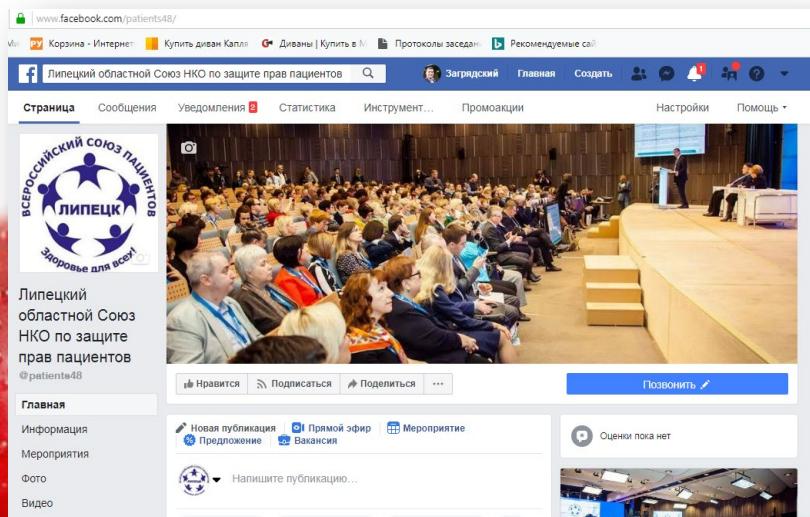 www.facebook.com/patients48/
Корзина - Интернет Купить диван Капля Диваны | Купить в М Протоколы заседан Рекомендуемые сай
Липецкий областной Союз НКО по защите прав пациентов Загрядский Главная Создать
Страница Сообщения Уведомления 2 Статистика Инструмент… Промоакции Настройки Помощь
ВСЕРОССИЙСКИЙ СОЮЗ ПАЦИЕНТОВ
ЛИПЕЦК
Здоровье для всех!
Липецкий
областной Союз
НКО по защите
прав пациентов
@patients48
Нравится Подписаться Поделиться ... Позвонить
Главная
Информация
Мероприятия
Фото
Видео
Новая публикация Прямой эфир Мероприятие
Предложение Вакансия
Напишите публикацию…
Оценки пока нет